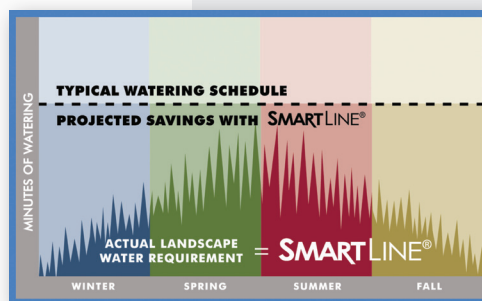 TYPICAL WATERING SCHEDULE
PROJECTED SAVINGS WITH SMARTLINE®
MINUTES OF WATERING
ACTUAL LANDSCAPE
WATER REQUIREMENT = SMARTLINE®
WINTER SPRING SUMMER FALL